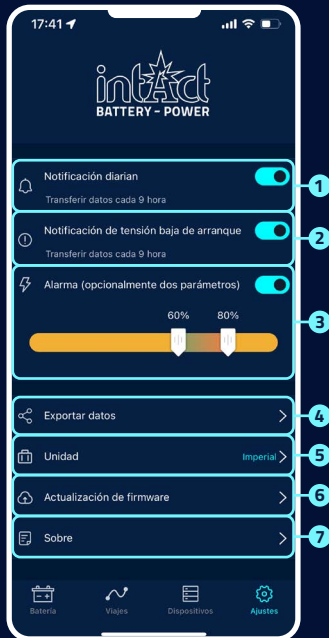 17:41
intAct
BATTERY - POWER
Notificación diarian
Transferir datos cada 9 hora
1
Notificación de tensión baja de arranque
Transferir datos cada 9 hora
2
Alarma (opcionalmente dos parámetros)
60% 80%
3
Exportar datos
4
Unidad Imperial
5
Actualización de firmware
6
Sobre
7
Batería Viajes Dispositivos Ajustes